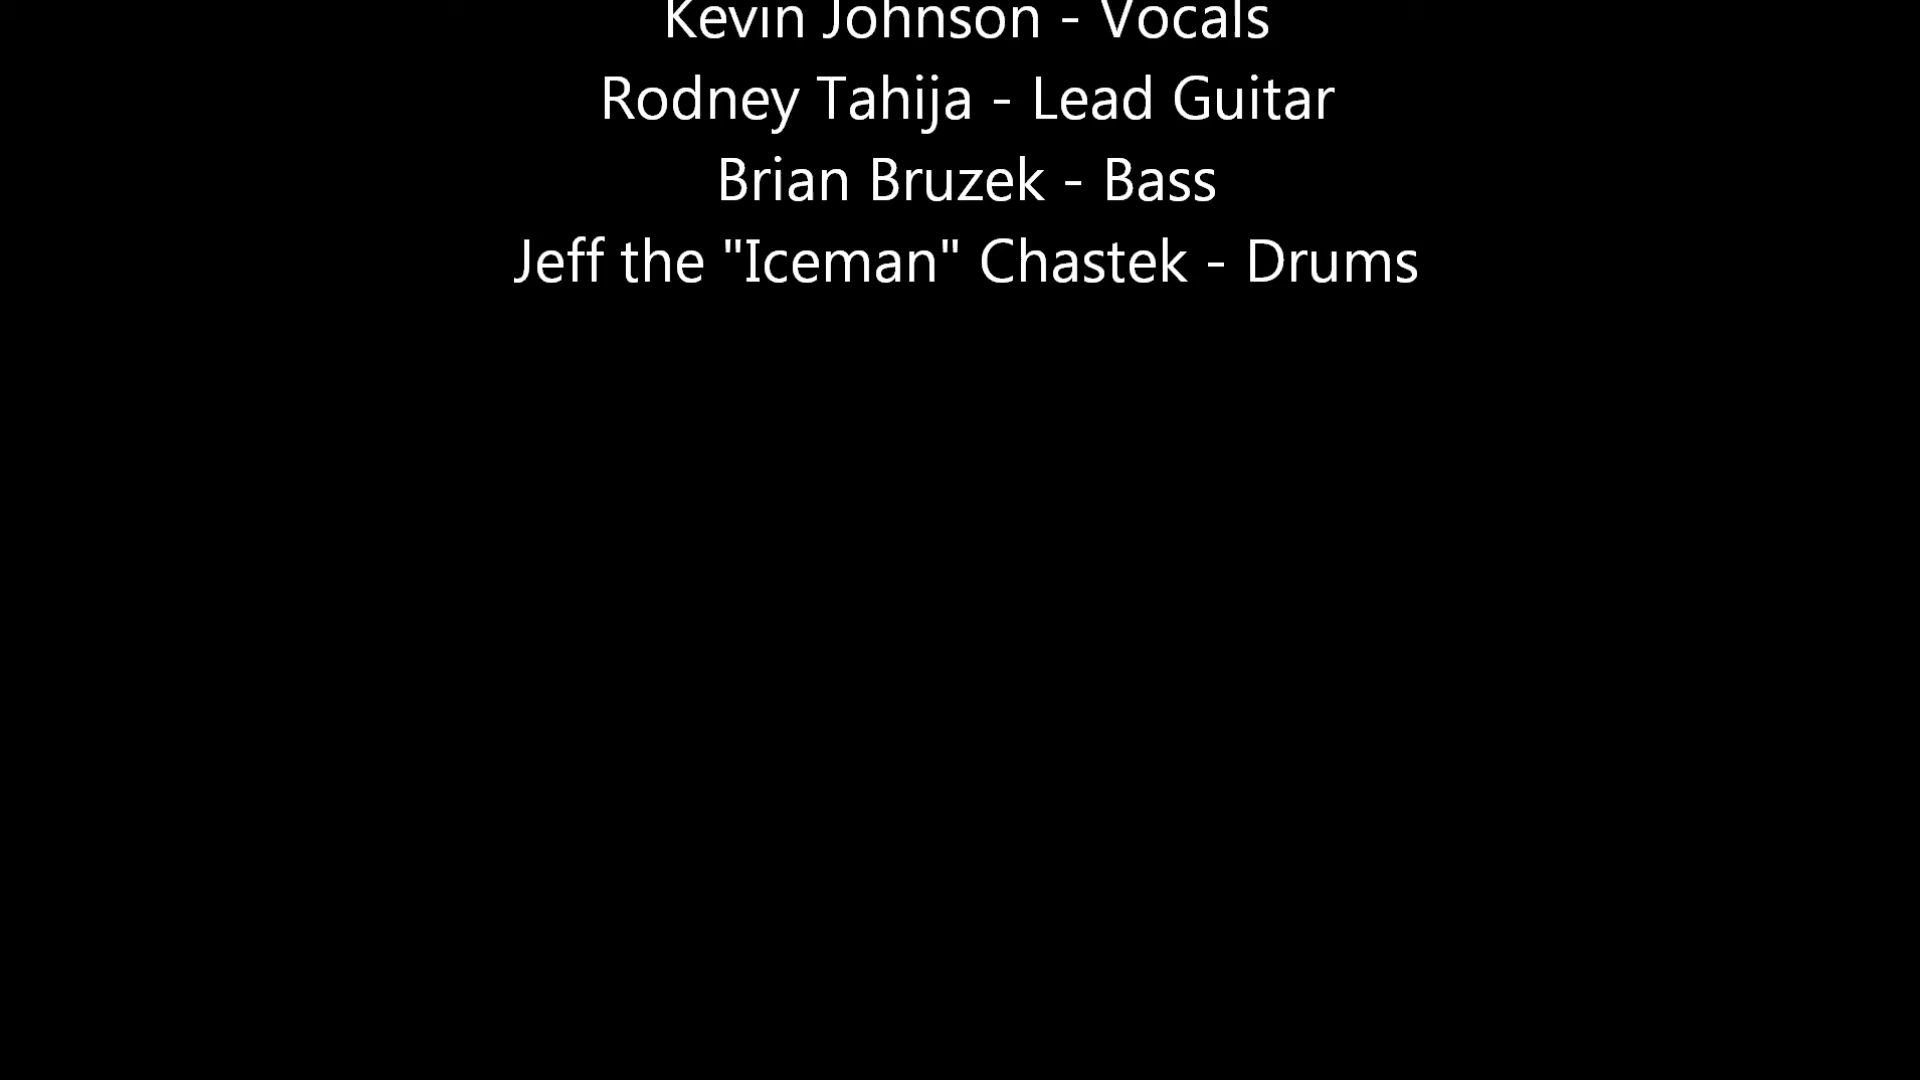 Kevin Johnson - Vocals
Rodney Tahija - Lead Guitar
Brian Bruzek - Bass
Jeff the "Iceman" Chastek - Drums